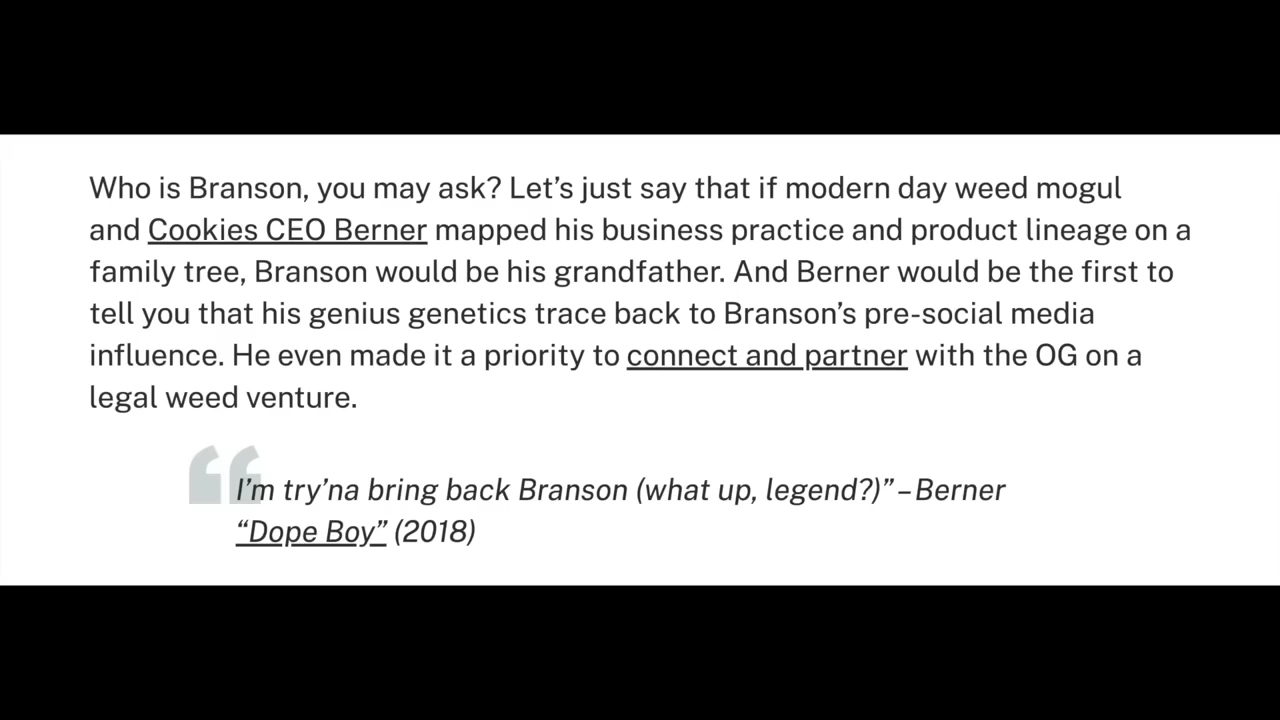 Who is Branson, you may ask? Let’s just say that if modern day weed mogul
and Cookies CEO Berner mapped his business practice and product lineage on a
family tree, Branson would be his grandfather. And Berner would be the first to
tell you that his genius genetics trace back to Branson’s pre-social media
influence. He even made it a priority to connect and partner with the OG on a
legal weed venture.
“I’m try’na bring back Branson (what up, legend?)” – Berner
“Dope Boy” (2018)